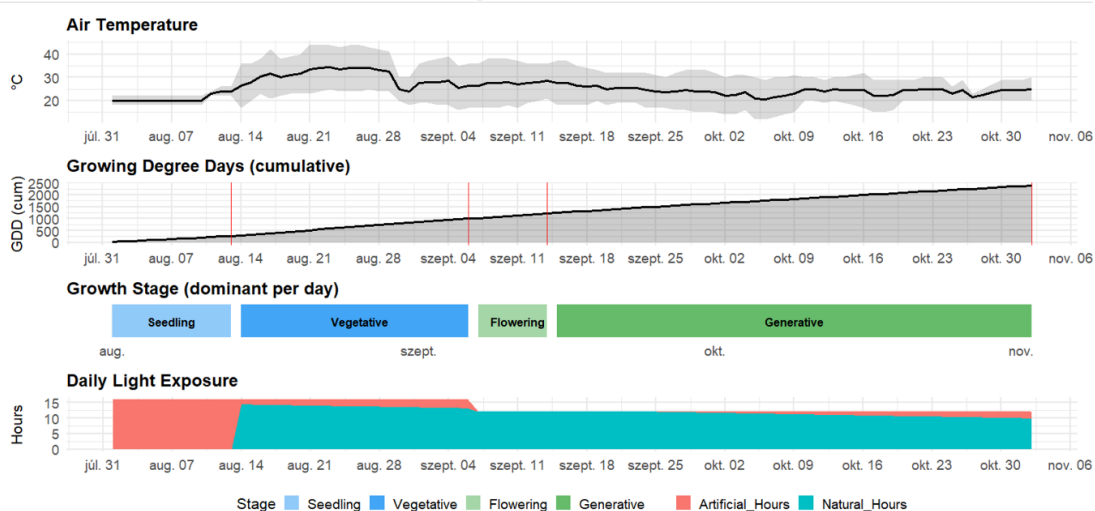 Air Temperature
°C
40
30
20
júl. 31 aug. 07 aug. 14 aug. 21 aug. 28 szept. 04 szept. 11 szept. 18 szept. 25 okt. 02 okt. 09 okt. 16 okt. 23 okt. 30 nov. 06
Growing Degree Days (cumulative)
GDD (cum)
2500
2000
1500
1000
500
0
júl. 31 aug. 07 aug. 14 aug. 21 aug. 28 szept. 04 szept. 11 szept. 18 szept. 25 okt. 02 okt. 09 okt. 16 okt. 23 okt. 30 nov. 06
Growth Stage (dominant per day)
Seedling Vegetative Flowering Generative
aug. szept. okt. nov.
Daily Light Exposure
Hours
15
10
5
0
júl. 31 aug. 07 aug. 14 aug. 21 aug. 28 szept. 04 szept. 11 szept. 18 szept. 25 okt. 02 okt. 09 okt. 16 okt. 23 okt. 30 nov. 06
Stage Seedling Vegetative Flowering Generative Artificial_Hours Natural_Hours